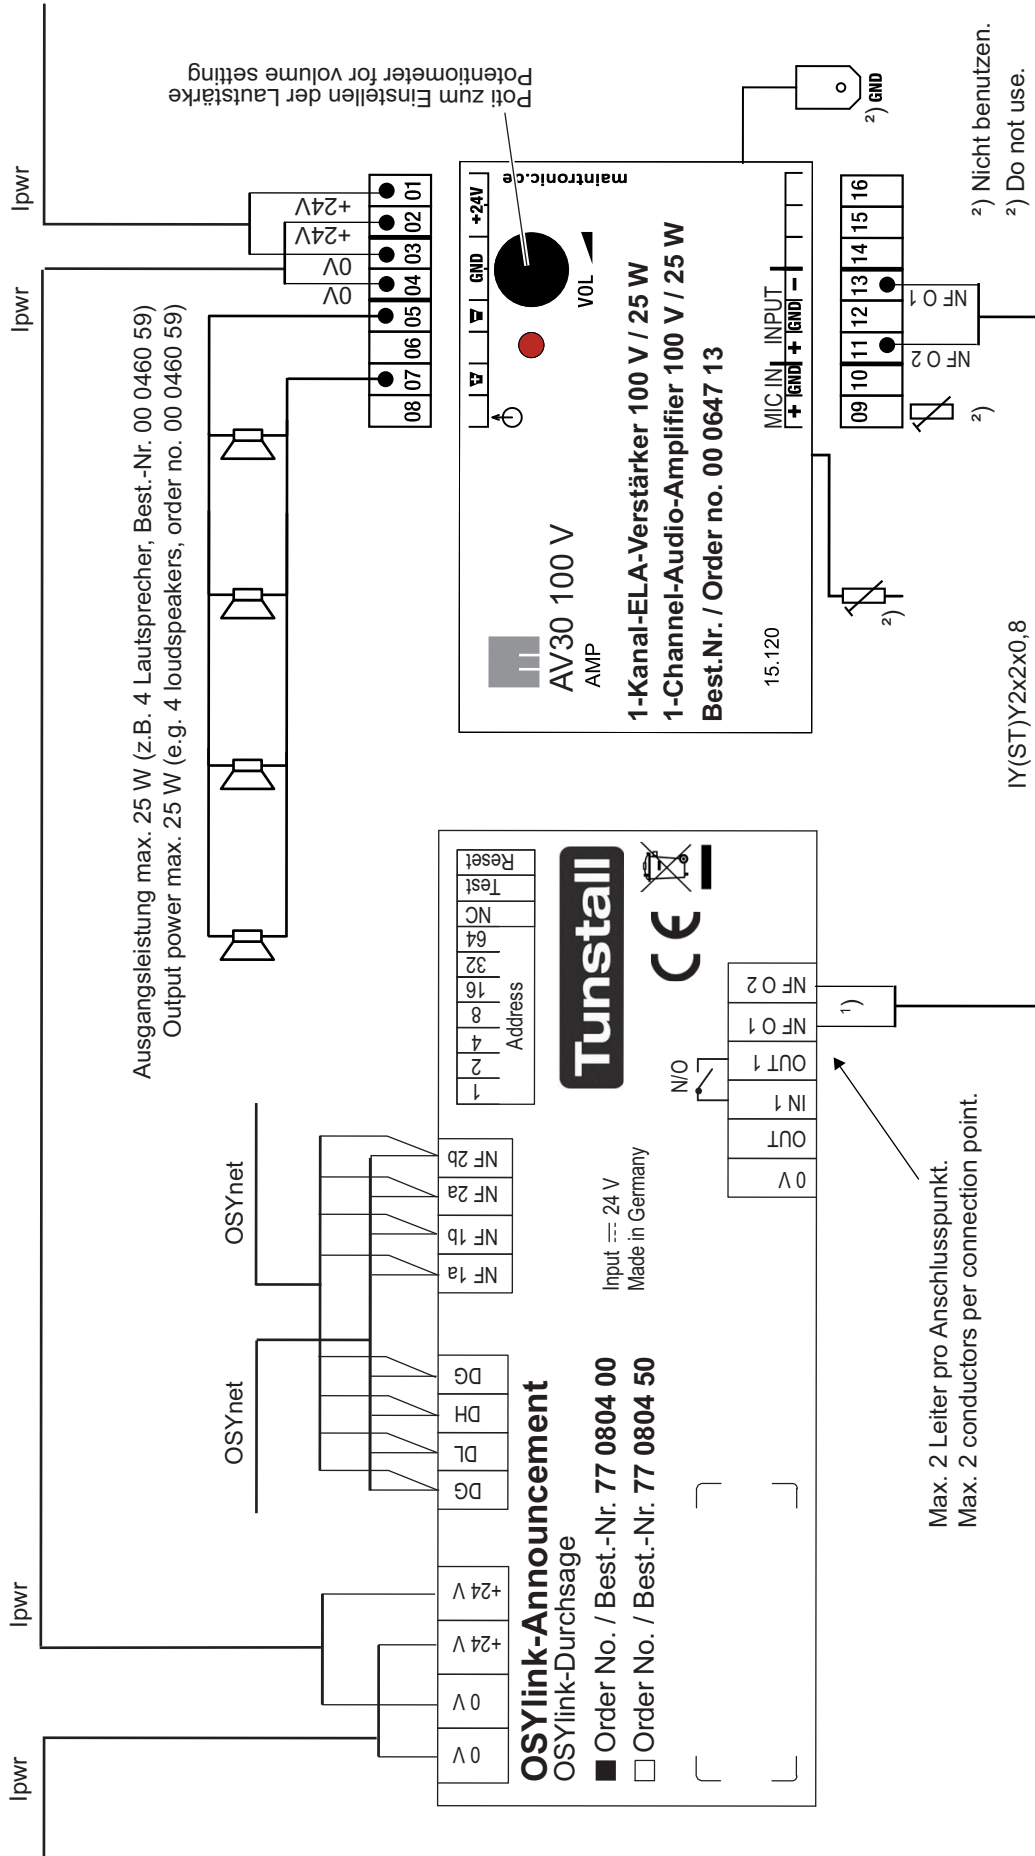 Ipwr
Ipwr
Ipwr
Ipwr
OSYnet
OSYnet
Ausgangsleistung max. 25 W (z.B. 4 Lautsprecher, Best.-Nr. 00 0460 59)
Output power max. 25 W (e.g. 4 loudspeakers, order no. 00 0460 59)
Poti zum Einstellen der Lautstärke
Potentiometer for volume setting
0 V
0 V
+24 V
+24 V
DG
DL
DH
DG
NF 1a
NF 1b
NF 2a
NF 2b
1
2
4
8
16
32
64
NC
Test
Reset
Address
OSYlink-Announcement
OSYlink-Durchsage
■ Order No. / Best.-Nr. 77 0804 00
□ Order No. / Best.-Nr. 77 0804 50
Input ⎓ 24 V
Made in Germany
Tunstall
CE
N/O
0 V
OUT
IN 1
OUT 1
NF O 1
NF O 2
1)
Max. 2 Leiter pro Anschlusspunkt.
Max. 2 conductors per connection point.
IY(ST)Y2x2x0,8
0V
0V
+24V
+24V
08
07
06
05
04
03
02
01
GND
+24V
maintronic.de
VOL
AV30 100 V
AMP
1-Kanal-ELA-Verstärker 100 V / 25 W
1-Channel-Audio-Amplifier 100 V / 25 W
Best.Nr. / Order no. 00 0647 13
15.120
MIC IN
INPUT
+
GND
+
GND
−
09
10
11
12
13
14
15
16
NF O 2
NF O 1
2)
2)
2) GND
2) Nicht benutzen.
2) Do not use.